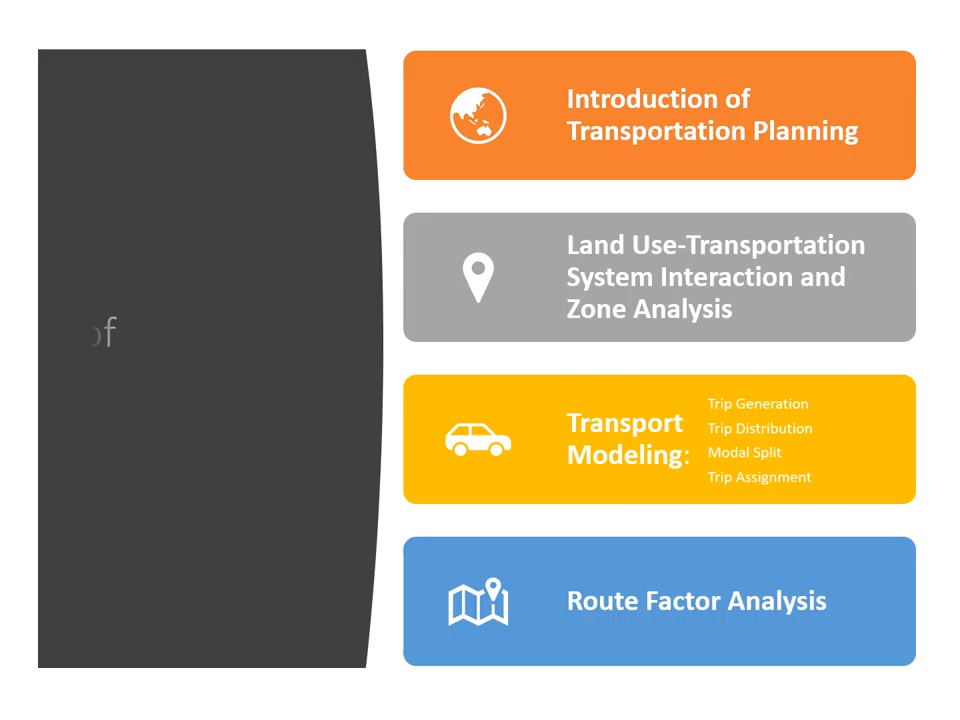 of
Introduction of
Transportation Planning
Land Use-Transportation
System Interaction and
Zone Analysis
Transport
Modeling:
Trip Generation
Trip Distribution
Modal Split
Trip Assignment
Route Factor Analysis